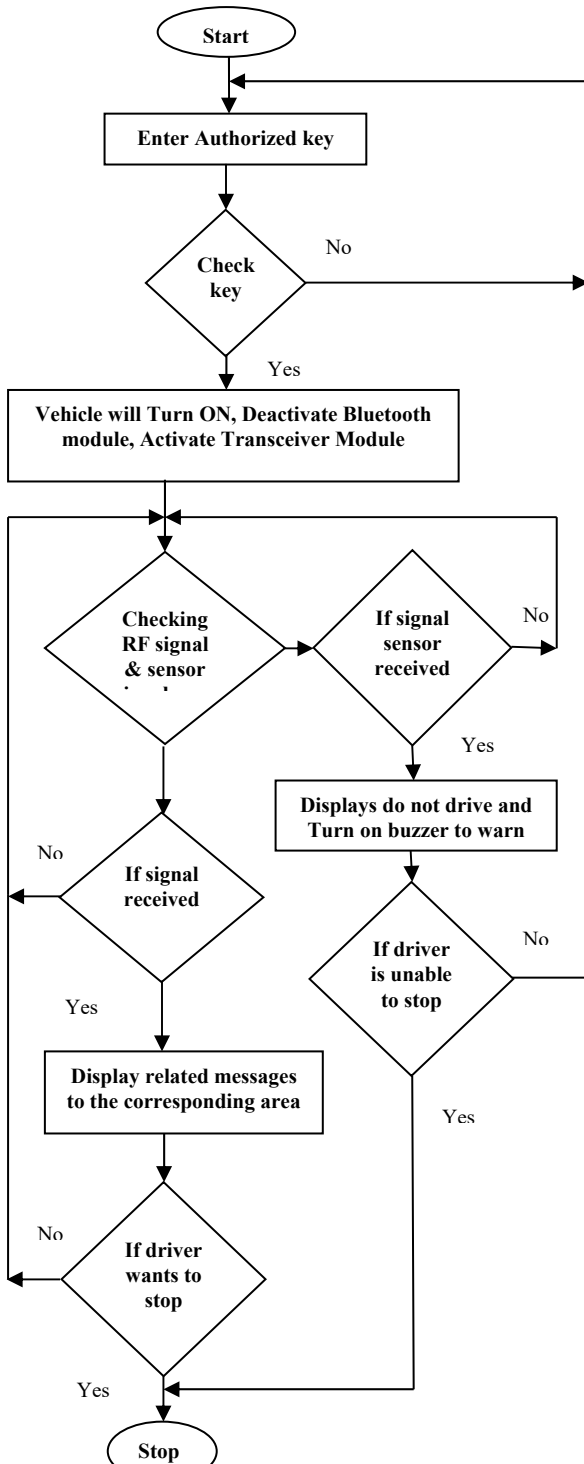 Start
Enter Authorized key
Check
key
No
Yes
Vehicle will Turn ON, Deactivate Bluetooth
module, Activate Transceiver Module
Checking
RF signal
& sensor
If signal
sensor
received
No
Yes
Displays do not drive and
Turn on buzzer to warn
If signal
received
No
Yes
If driver
is unable
to stop
No
Yes
Display related messages
to the corresponding area
If driver
wants to
stop
No
Yes
Stop